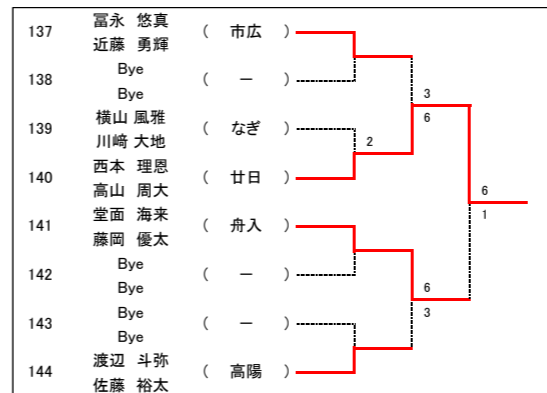 137 冨永 悠真 近藤 勇輝 ( 市広 )
138 Bye Bye ( ー )
139 横山 風雅 川﨑 大地 ( なぎ )
140 西本 理恩 高山 周大 ( 廿日 )
141 堂面 海来 藤岡 優太 ( 舟入 )
142 Bye Bye ( ー )
143 Bye Bye ( ー )
144 渡辺 斗弥 佐藤 裕太 ( 高陽 )
2
3
6
6
3
6
1